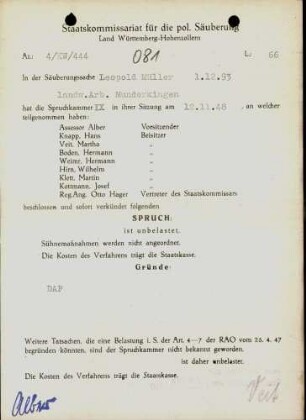 Staatskommissariat für die pol. Säuberung
Land Württemberg-Hohenzollern
Az.: 4/XV/444 081 L: 66
In der Säuberungssache Leopold Müller 1.12.93
landw.Arb. Munderkingen
hat die Spruchkammer IX in ihrer Sitzung am 12.11.48, an welcher
teilgenommen haben:
Assessor Alber Vorsitzender
Knapp, Hans Beisitzer
Veit, Martha "
Boden, Hermann "
Weirer, Hermann "
Hirn, Wilhelm "
Klett, Martin "
Kottmann, Josef "
Reg.Ang. Otto Hager Vertreter des Staatskommissars
beschlossen und sofort verkündet folgenden
SPRUCH:
ist unbelastet.
Sühnemaßnahmen werden nicht angeordnet.
Die Kosten des Verfahrens trägt die Staatskasse.
Gründe:
DAF
Weitere Tatsachen, die eine Belastung i. S. der Art. 4—7 der RAO vom 26. 4. 47
begründen könnten, sind der Spruchkammer nicht bekannt geworden.
ist daher unbelastet.
Die Kosten des Verfahrens trägt die Staatskasse.
Alber Veit